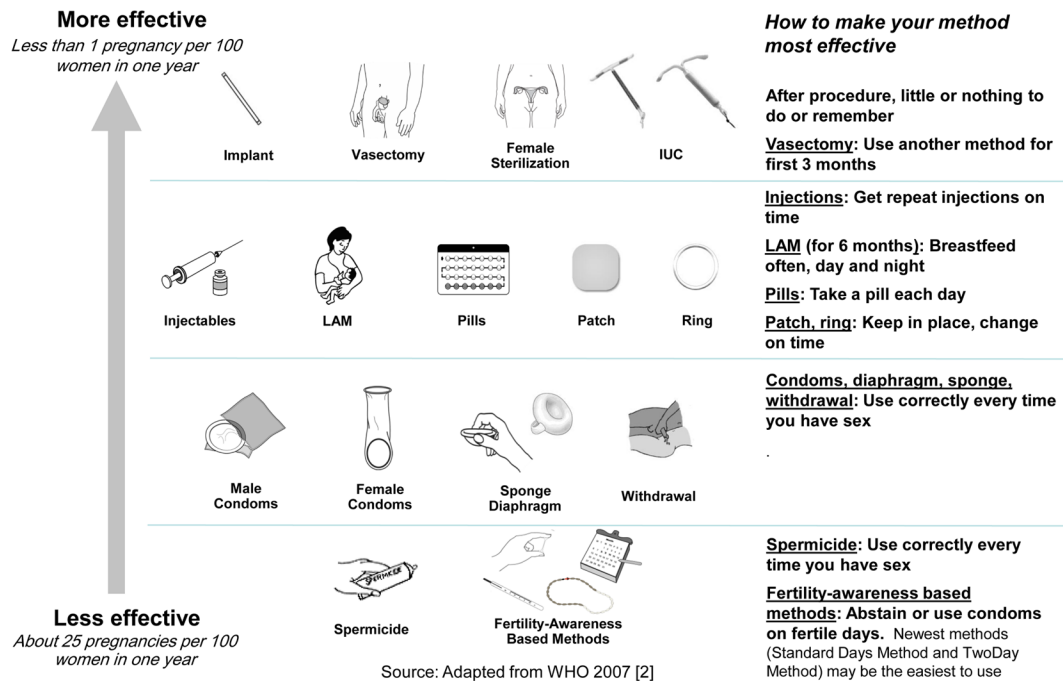 More effective
Less than 1 pregnancy per 100
women in one year
How to make your method
most effective
Implant
Vasectomy
Female
Sterilization
IUC
After procedure, little or nothing to
do or remember
Vasectomy: Use another method for
first 3 months
Injectables
LAM
Pills
Patch
Ring
Injections: Get repeat injections on
time
LAM (for 6 months): Breastfeed
often, day and night
Pills: Take a pill each day
Patch, ring: Keep in place, change
on time
Male
Condoms
Female
Condoms
Sponge
Diaphragm
Withdrawal
Condoms, diaphragm, sponge,
withdrawal: Use correctly every time
you have sex
.
SPERMICIDE
Spermicide
Fertility-Awareness
Based Methods
Spermicide: Use correctly every
time you have sex
Fertility-awareness based
methods: Abstain or use condoms
on fertile days. Newest methods
(Standard Days Method and TwoDay
Method) may be the easiest to use
Less effective
About 25 pregnancies per 100
women in one year
Source: Adapted from WHO 2007 [2]